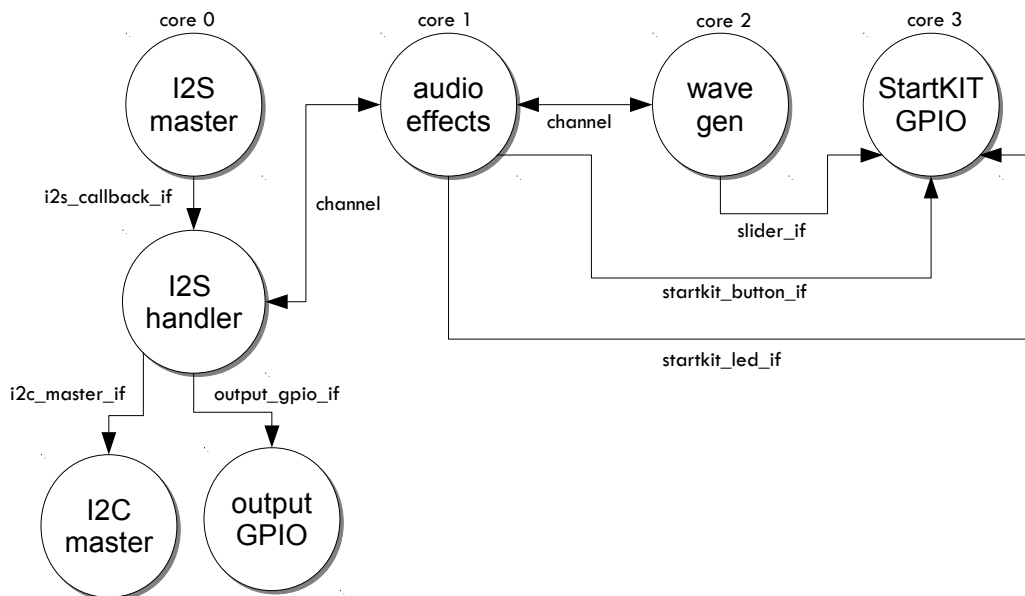 core 0
core 1
core 2
core 3
I2S
master
audio
effects
wave
gen
StartKIT
GPIO
channel
i2s_callback_if
channel
slider_if
I2S
handler
startkit_button_if
startkit_led_if
i2c_master_if
output_gpio_if
I2C
master
output
GPIO